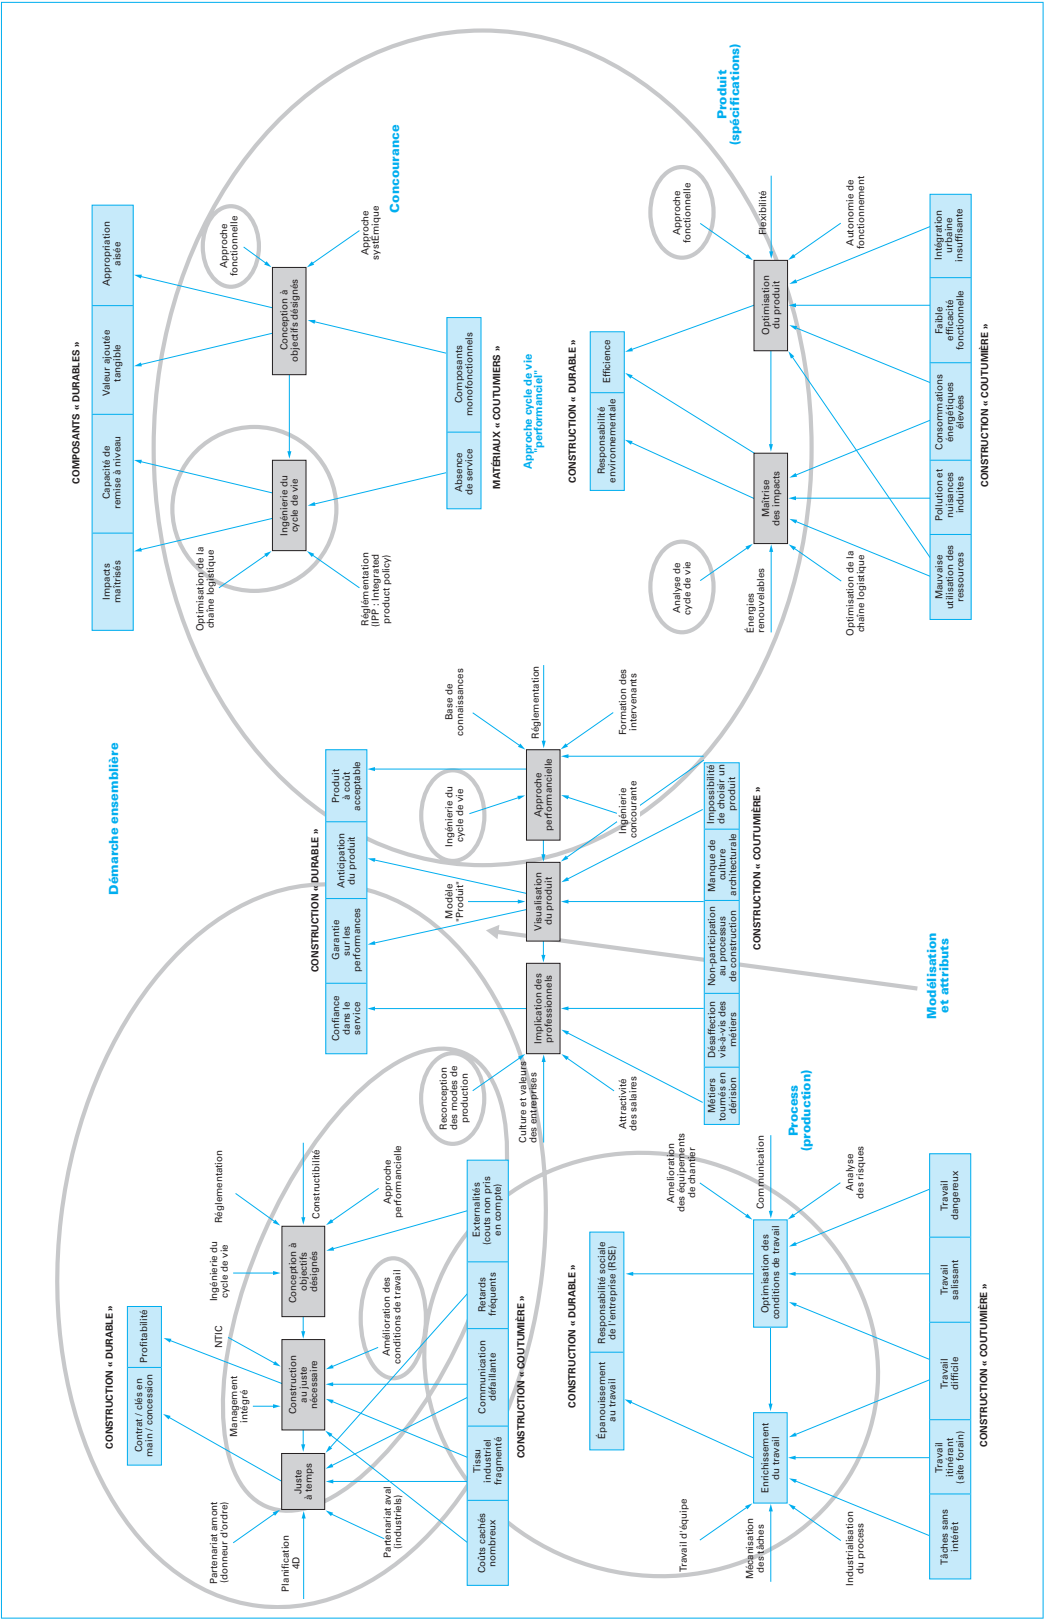 Démarche ensemblière
CONSTRUCTION « DURABLE »
Contrat / clés en
main / concession
Profitabilité
Partenariat amont
(donneur d'ordre)
Management
intégré
NTIC
Ingénierie du
cycle de vie
Réglementation
Planification
4D
Juste
à temps
Construction
au juste
nécessaire
Conception à
objectifs
désignés
Constructibilité
Partenariat aval
(industriels)
Amélioration des
conditions de travail
Approche
performancielle
Coûts cachés
nombreux
Tissu
industriel
fragmenté
Communication
défaillante
Retards
fréquents
Externalités
(couts non pris
en compte)
CONSTRUCTION « COUTUMIÈRE »
CONSTRUCTION « DURABLE »
Confiance
dans le
service
Garantie
sur les
performances
Anticipation
du produit
Produit
à coût
acceptable
Reconception
des modes de
production
Modèle
"Produit"
Ingénierie du
cycle de vie
Base de
connaissances
Culture et valeurs
des entreprises
Implication des
professionnels
Visualisation
du produit
Approche
performancielle
Réglementation
Attractivité
des salaires
Ingénierie
concourante
Formation des
intervenants
Métiers
tournés en
dérision
Désaffection
vis-à-vis des
métiers
Non-participation
au processus
de construction
Manque de
culture
architecturale
Impossibilité
de choisir un
produit
CONSTRUCTION « COUTUMIÈRE »
Modélisation
et attributs
COMPOSANTS « DURABLES »
Impacts
maîtrisés
Capacité de
remise à niveau
Valeur ajoutée
tangible
Appropriation
aisée
Optimisation de la
chaîne logistique
Approche
fonctionnelle
Ingénierie du
cycle de vie
Conception à
objectifs désignés
Réglémentation
(IPP : Integrated
product policy)
Approche
systÉmique
Concourance
Absence
de service
Composants
monofonctionnels
MATÉRIAUX « COUTUMIERS »
Approche cycle de vie
"performanciel"
CONSTRUCTION « DURABLE »
Épanouissement
au travail
Responsabilité sociale
de l'entreprise (RSE)
Travail d'équipe
Amelioration
des équipements
de chantier
Mécanisation
des tâches
Enrichissement
du travail
Optimisation des
conditions de travail
Communication
Process
(production)
Industrialisation
du process
Analyse
des risques
Tâches sans
intérêt
Travail
itinérant
(site forain)
Travail
difficile
Travail
salissant
Travail
dangereux
CONSTRUCTION « COUTUMIÈRE »
CONSTRUCTION « DURABLE »
Responsabilité
environnementale
Efficience
Analyse de
cycle de vie
Approche
fonctionnelle
Produit
(spécifications)
Énergies
renouvelables
Maîtrise
des impacts
Optimisation
du produit
Flexibilité
Optimisation de la
chaîne logistique
Autonomie de
fonctionnement
Mauvaise
utilisation des
ressources
Pollution et
nuisances
induites
Consommations
énergétiques
élevées
Faible
efficacité
fonctionnelle
Intégration
urbaine
insuffisante
CONSTRUCTION « COUTUMIÈRE »